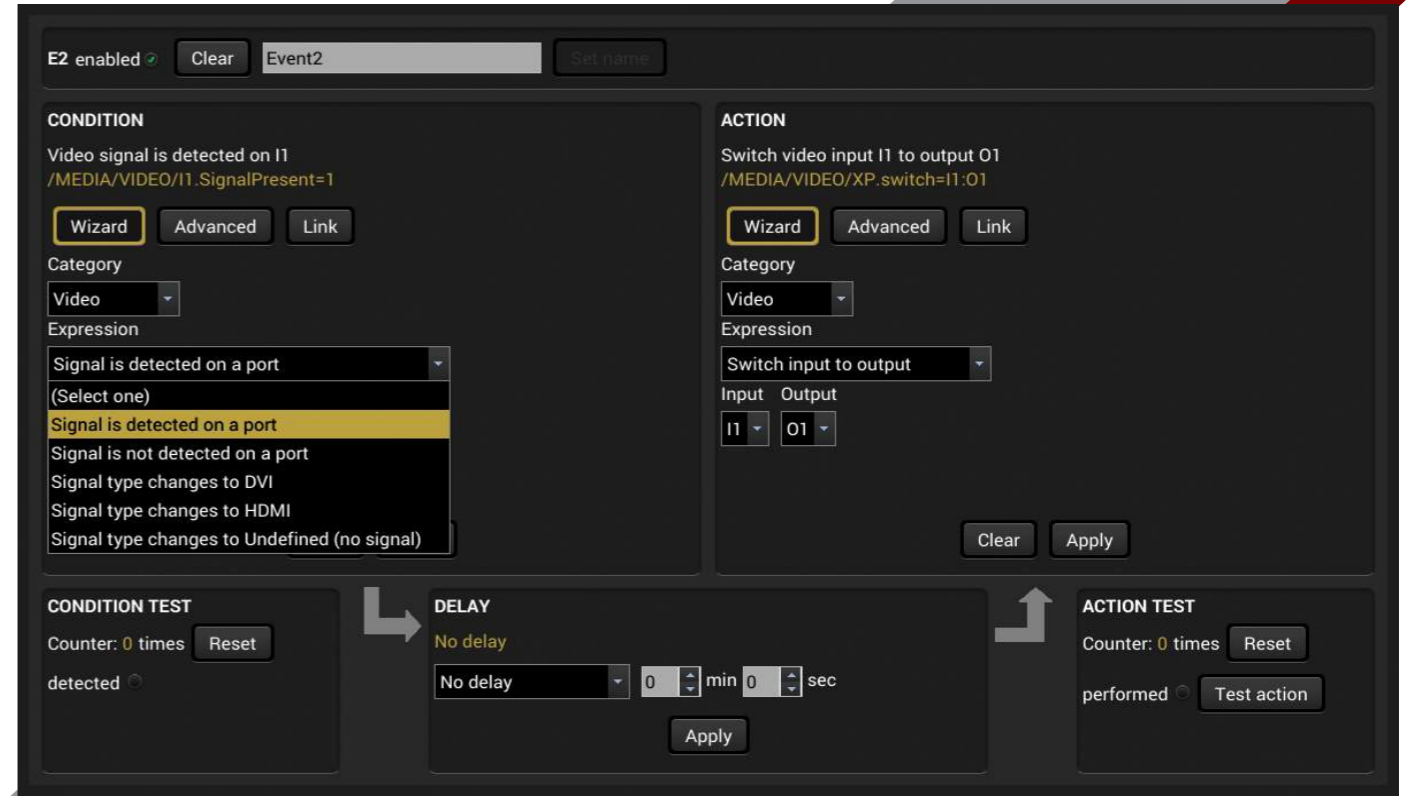 E2 enabled Clear Event2 Set name
CONDITION
Video signal is detected on I1
/MEDIA/VIDEO/I1.SignalPresent=1
Wizard Advanced Link
Category
Video
Expression
Signal is detected on a port
(Select one)
Signal is detected on a port
Signal is not detected on a port
Signal type changes to DVI
Signal type changes to HDMI
Signal type changes to Undefined (no signal)
ACTION
Switch video input I1 to output O1
/MEDIA/VIDEO/XP.switch=I1:O1
Wizard Advanced Link
Category
Video
Expression
Switch input to output
Input Output
I1 O1
Clear Apply
CONDITION TEST
Counter: 0 times Reset
detected
DELAY
No delay
No delay 0 min 0 sec
Apply
ACTION TEST
Counter: 0 times Reset
performed Test action